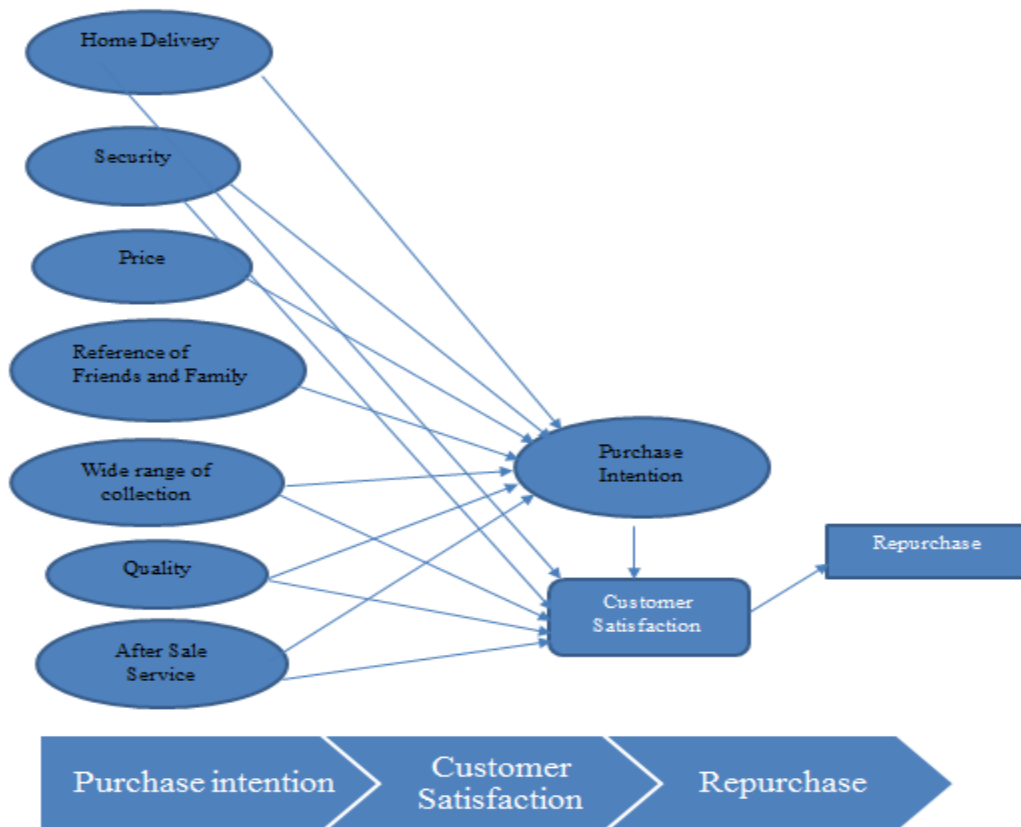 Home Delivery
Security
Price
Reference of
Friends and Family
Wide range of
collection
Quality
After Sale
Service
Purchase
Intention
Customer
Satisfaction
Repurchase
Purchase intention
Customer
Satisfaction
Repurchase